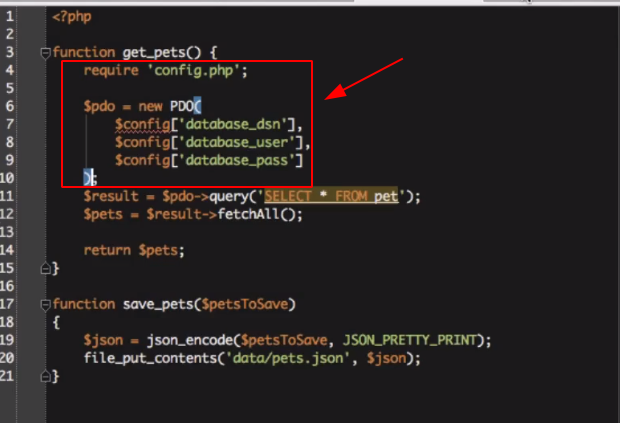 1 <?php
2
3 function get_pets() {
4 require 'config.php';
5
6 $pdo = new PDO(
7 $config['database_dsn'],
8 $config['database_user'],
9 $config['database_pass']
10 );
11 $result = $pdo->query('SELECT * FROM pet');
12 $pets = $result->fetchAll();
13
14 return $pets;
15 }
16
17 function save_pets($petsToSave)
18 {
19 $json = json_encode($petsToSave, JSON_PRETTY_PRINT);
20 file_put_contents('data/pets.json', $json);
21 }